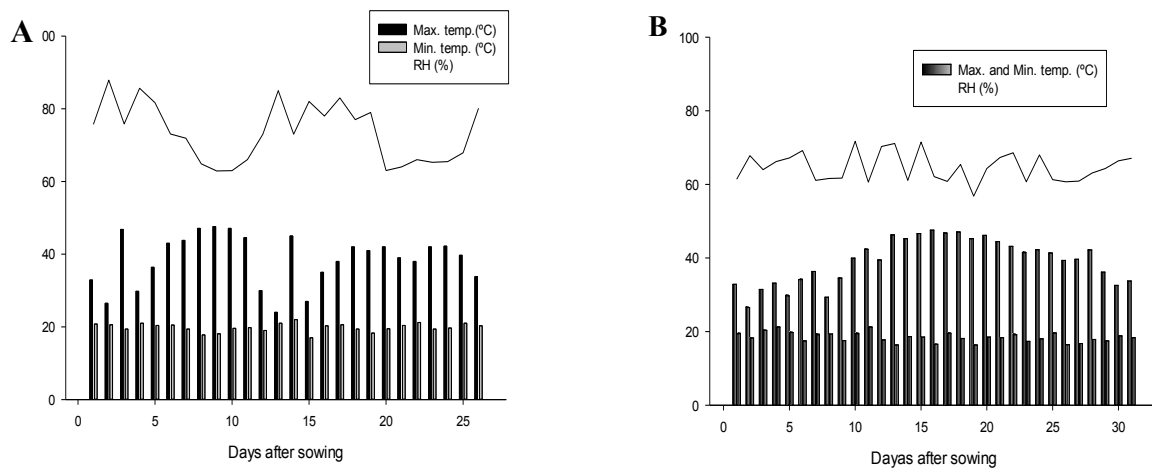 A
Max. temp.(ºC)
Min. temp. (ºC)
RH (%)
00
80
60
40
20
0
0 5 10 15 20 25
Days after sowing
B
Max. and Min. temp. (ºC)
RH (%)
100
80
60
40
20
0
0 5 10 15 20 25 30
Dayas after sowing